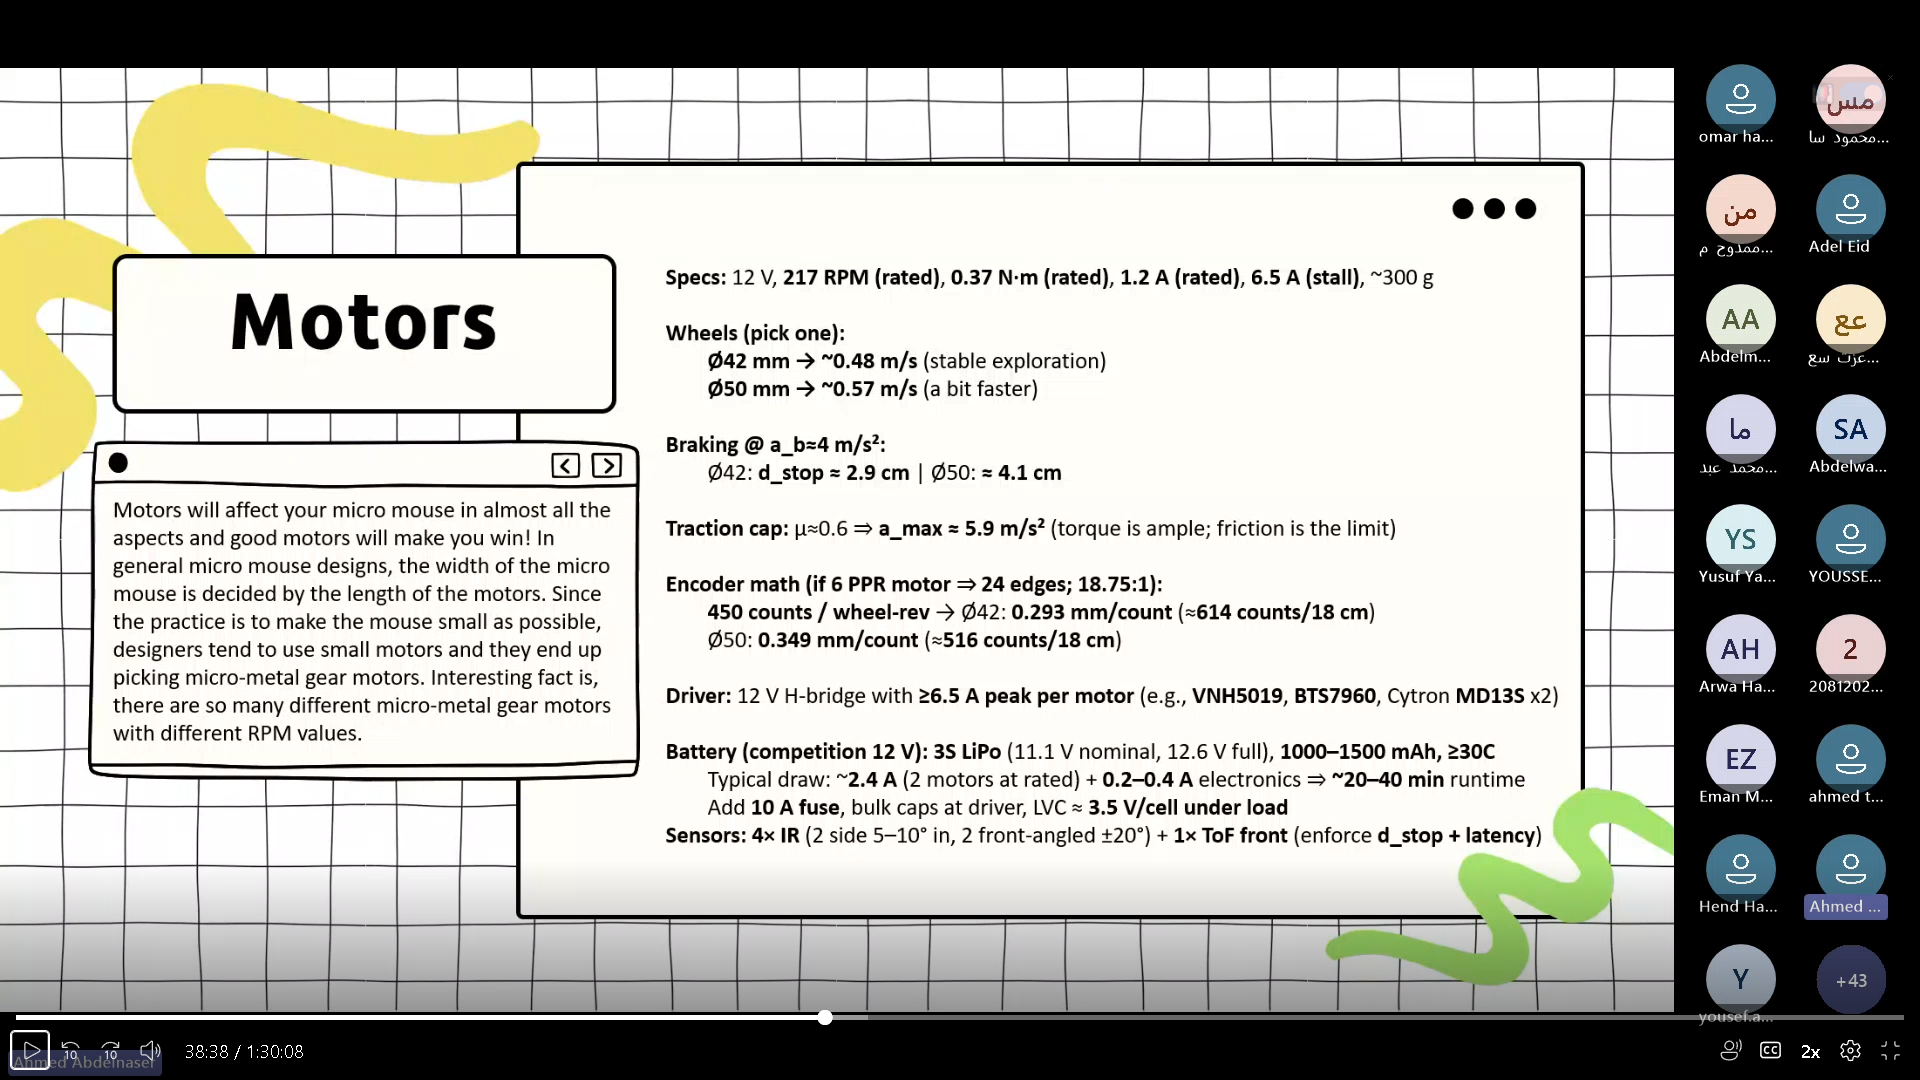 Motors
Motors will affect your micro mouse in almost all the
aspects and good motors will make you win! In
general micro mouse designs, the width of the micro
mouse is decided by the length of the motors. Since
the practice is to make the mouse small as possible,
designers tend to use small motors and they end up
picking micro-metal gear motors. Interesting fact is,
there are so many different micro-metal gear motors
with different RPM values.
Specs: 12 V, 217 RPM (rated), 0.37 N·m (rated), 1.2 A (rated), 6.5 A (stall), ~300 g
Wheels (pick one):
Ø42 mm → ~0.48 m/s (stable exploration)
Ø50 mm → ~0.57 m/s (a bit faster)
Braking @ a_b≈4 m/s²:
Ø42: d_stop ≈ 2.9 cm | Ø50: ≈ 4.1 cm
Traction cap: μ≈0.6 ⇒ a_max ≈ 5.9 m/s² (torque is ample; friction is the limit)
Encoder math (if 6 PPR motor ⇒ 24 edges; 18.75:1):
450 counts / wheel-rev → Ø42: 0.293 mm/count (≈614 counts/18 cm)
Ø50: 0.349 mm/count (≈516 counts/18 cm)
Driver: 12 V H-bridge with ≥6.5 A peak per motor (e.g., VNH5019, BTS7960, Cytron MD13S x2)
Battery (competition 12 V): 3S LiPo (11.1 V nominal, 12.6 V full), 1000–1500 mAh, ≥30C
Typical draw: ~2.4 A (2 motors at rated) + 0.2–0.4 A electronics ⇒ ~20–40 min runtime
Add 10 A fuse, bulk caps at driver, LVC ≈ 3.5 V/cell under load
Sensors: 4× IR (2 side 5–10° in, 2 front-angled ±20°) + 1× ToF front (enforce d_stop + latency)
omar ha...
مس
محمود سا...
من
ممدوح م...
Adel Eid
AA
Abdelm...
عع
عزت سع...
ما
محمد عبد...
SA
Abdelwa...
YS
Yusuf Ya...
YOUSSE...
AH
Arwa Ha...
2
2081202...
EZ
Eman M...
ahmed t...
Hend Ha...
Ahmed ...
Y
yousef.a...
+43
10
10
38:38 / 1:30:08
Ahmed Abdelnaser
CC
2x